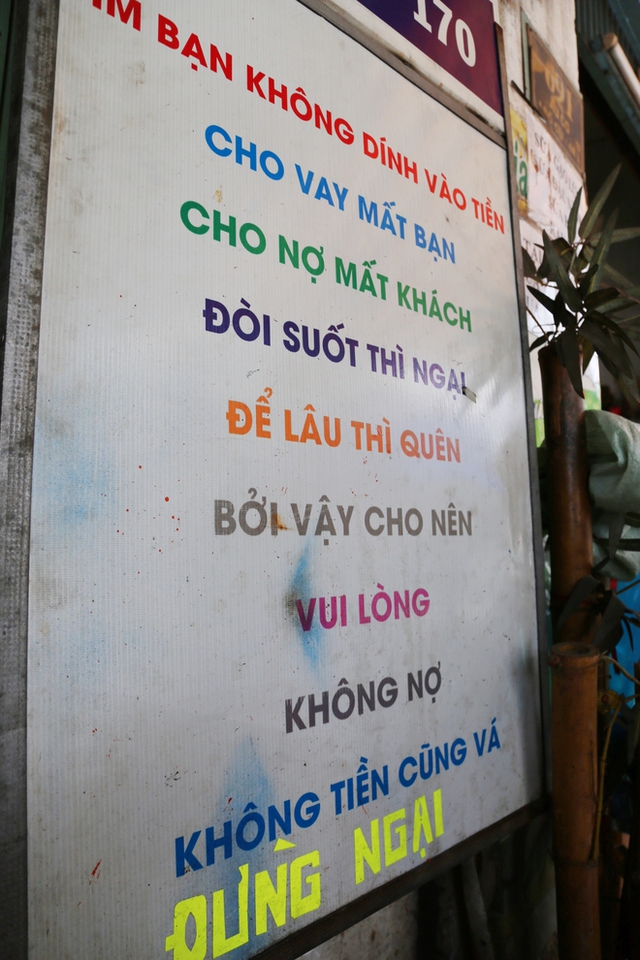 170
BẠN KHÔNG DÍNH VÀO TIỀN
CHO VAY MẤT BẠN
CHO NỢ MẤT KHÁCH
ĐÒI SUỐT THÌ NGẠI
ĐỂ LÂU THÌ QUÊN
BỞI VẬY CHO NÊN
VUI LÒNG
KHÔNG NỢ
KHÔNG TIỀN CŨNG VÁ
ĐỪNG NGẠI